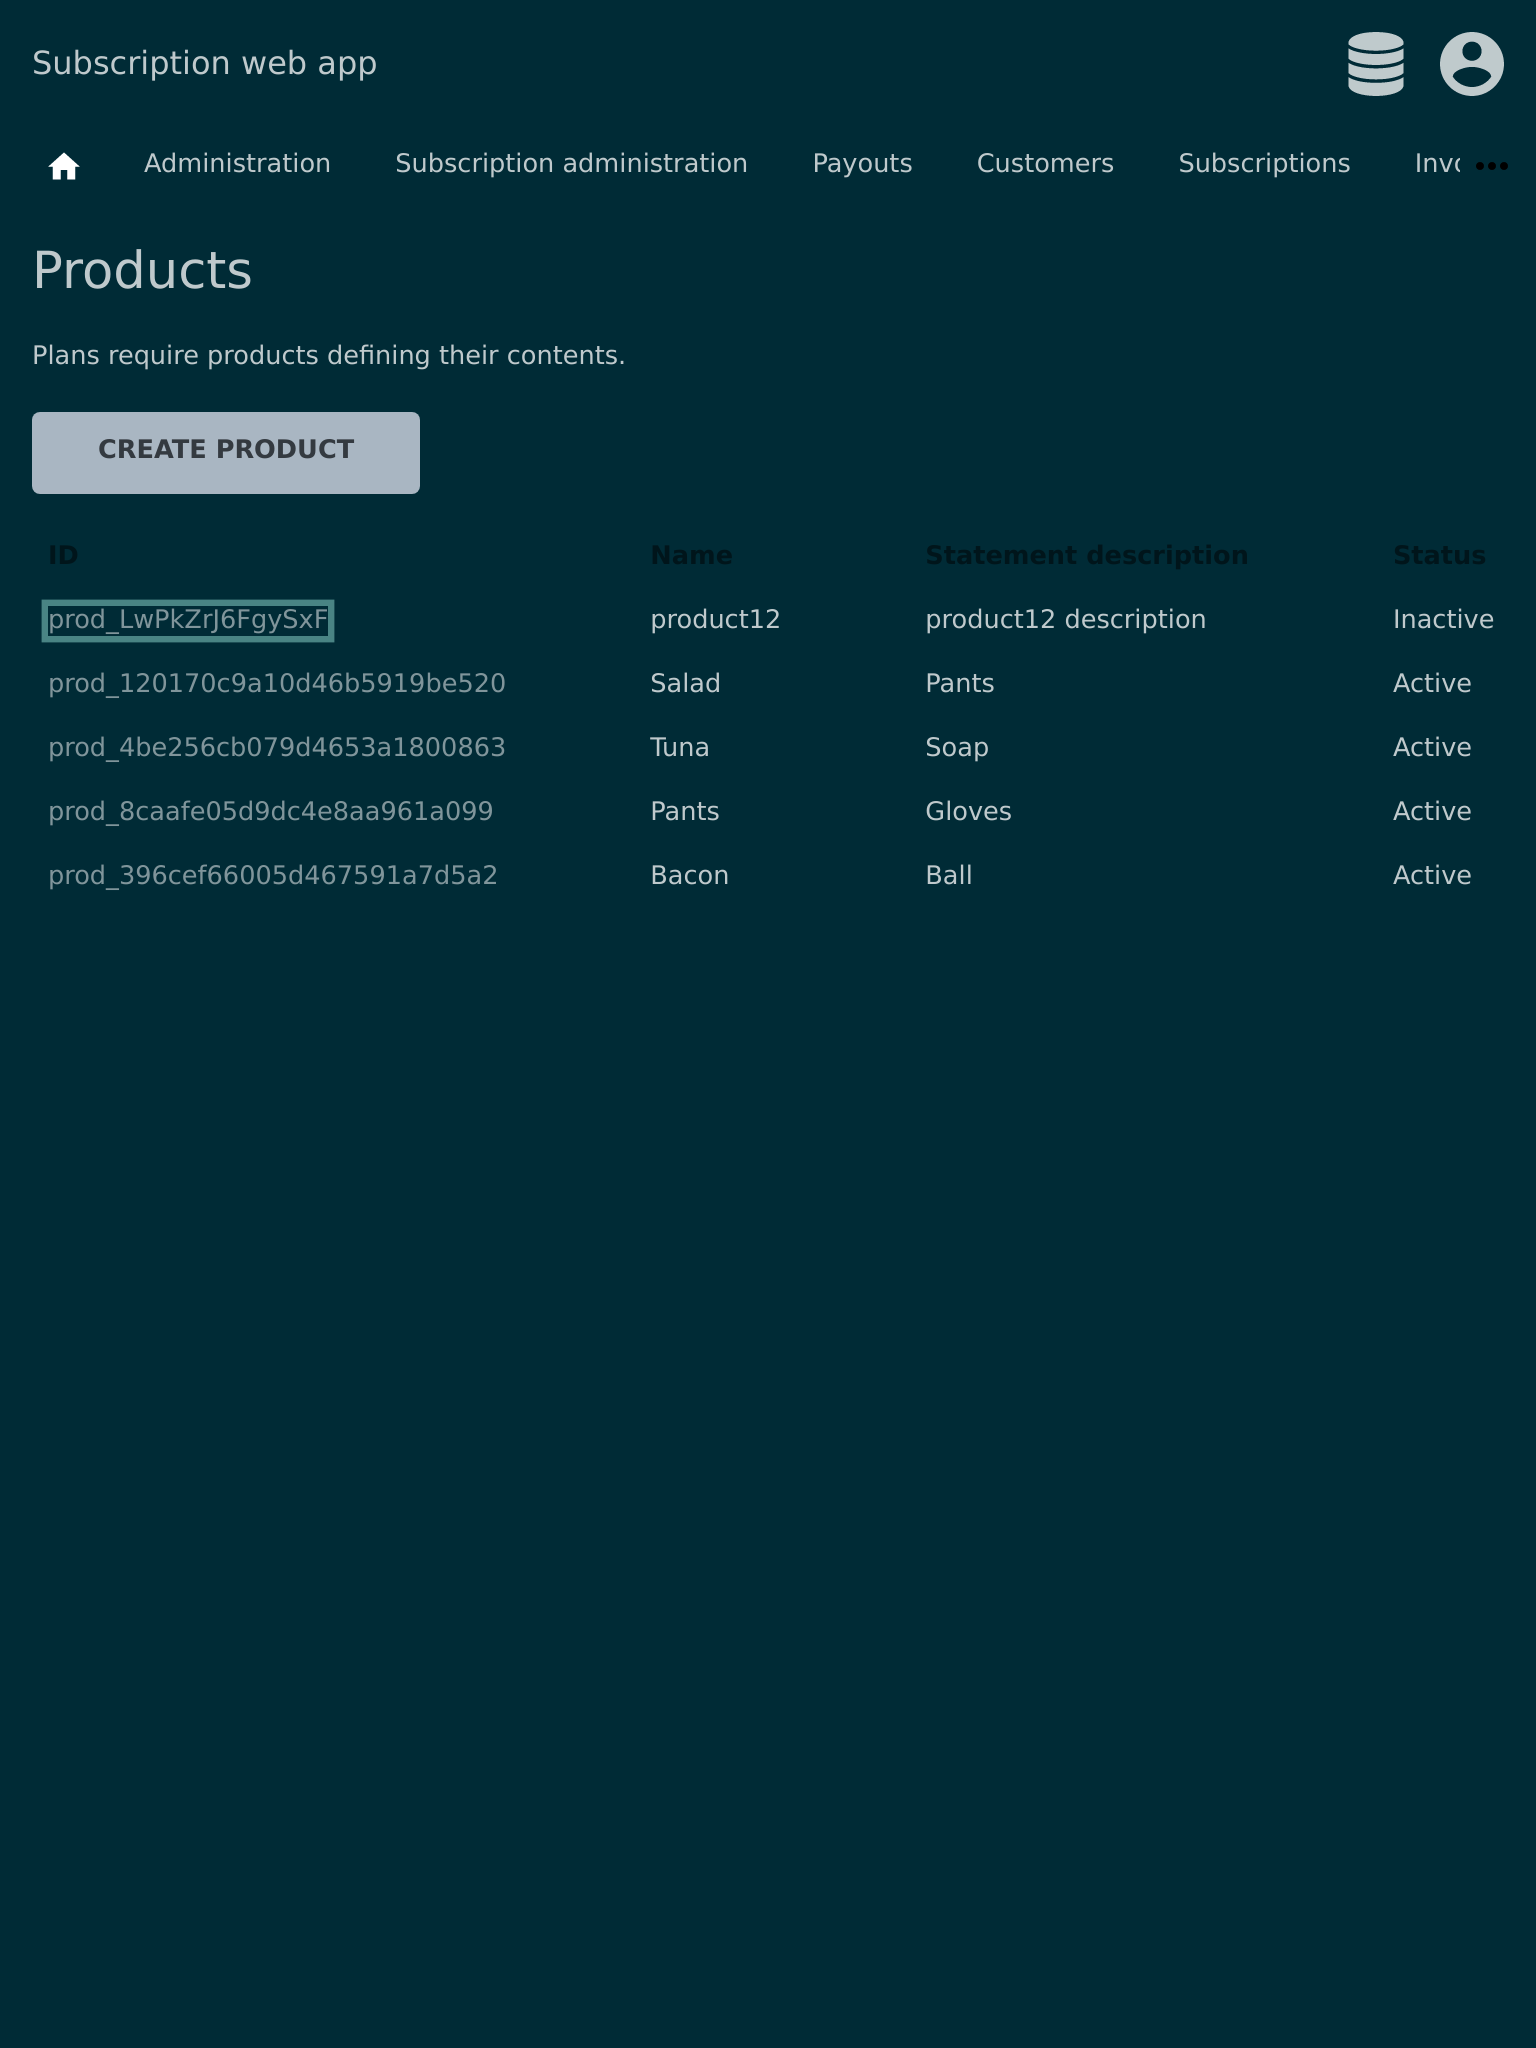 Subscription web app
Administration Subscription administration Payouts Customers Subscriptions
Products
Plans require products defining their contents.
CREATE PRODUCT
ID Name Statement description Status
prod_LwPkZrJ6FgySxF product12 product12 description Inactive
prod_120170c9a10d46b5919be520 Salad Pants Active
prod_4be256cb079d4653a1800863 Tuna Soap Active
prod_8caafe05d9dc4e8aa961a099 Pants Gloves Active
prod_396cef66005d467591a7d5a2 Bacon Ball Active